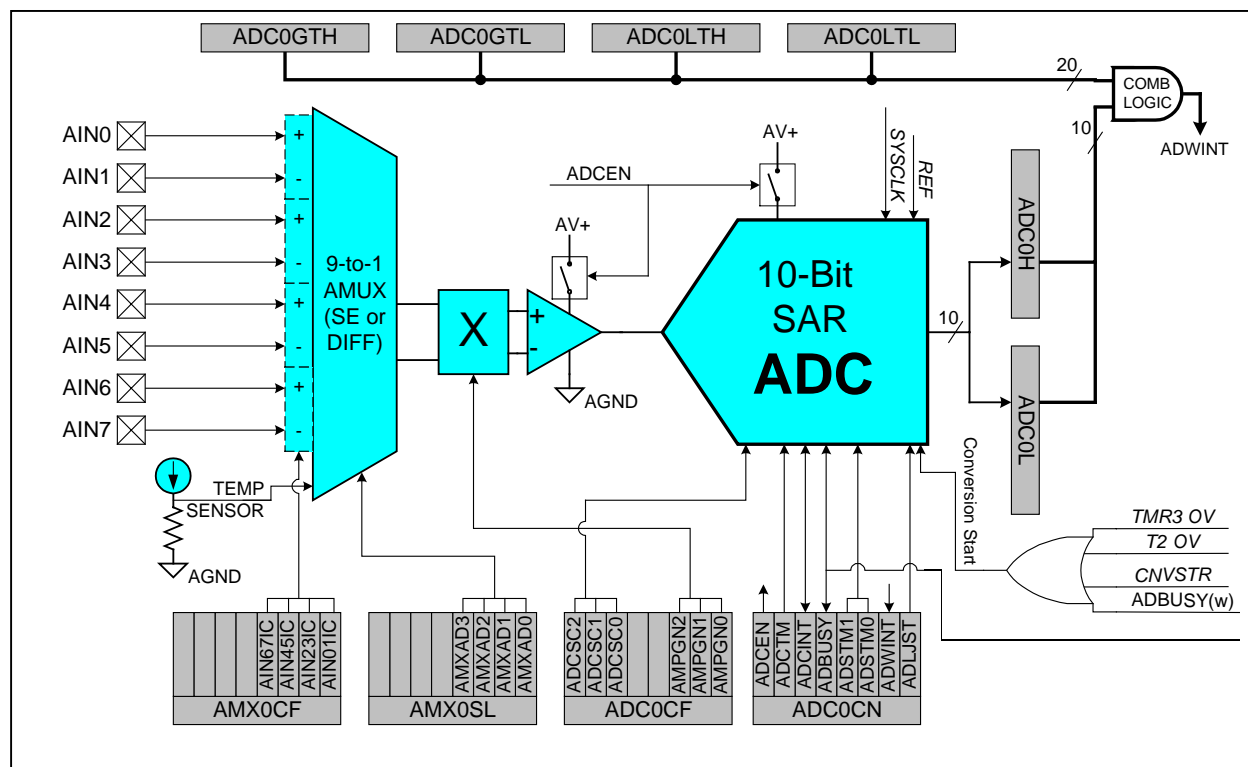 ADC0GTH
ADC0GTL
ADC0LTH
ADC0LTL
20
COMB
LOGIC
10
ADWINT
AIN0
AIN1
AIN2
AIN3
AIN4
AIN5
AIN6
AIN7
+
-
+
-
+
-
+
-
9-to-1
AMUX
(SE or
DIFF)
TEMP
SENSOR
AGND
X
AV+
+
-
AGND
ADCEN
AV+
SYSCLK
REF
10-Bit
SAR
ADC
10
ADC0H
ADC0L
Conversion Start
TMR3 OV
T2 OV
CNVSTR
ADBUSY(w)
AIN67IC
AIN45IC
AIN23IC
AIN01IC
AMX0CF
AMXAD3
AMXAD2
AMXAD1
AMXAD0
AMX0SL
ADCSC2
ADCSC1
ADCSC0
AMPGN2
AMPGN1
AMPGN0
ADC0CF
ADCEN
ADCTM
ADCINT
ADBUSY
ADSTM1
ADSTM0
ADWINT
ADLJST
ADC0CN